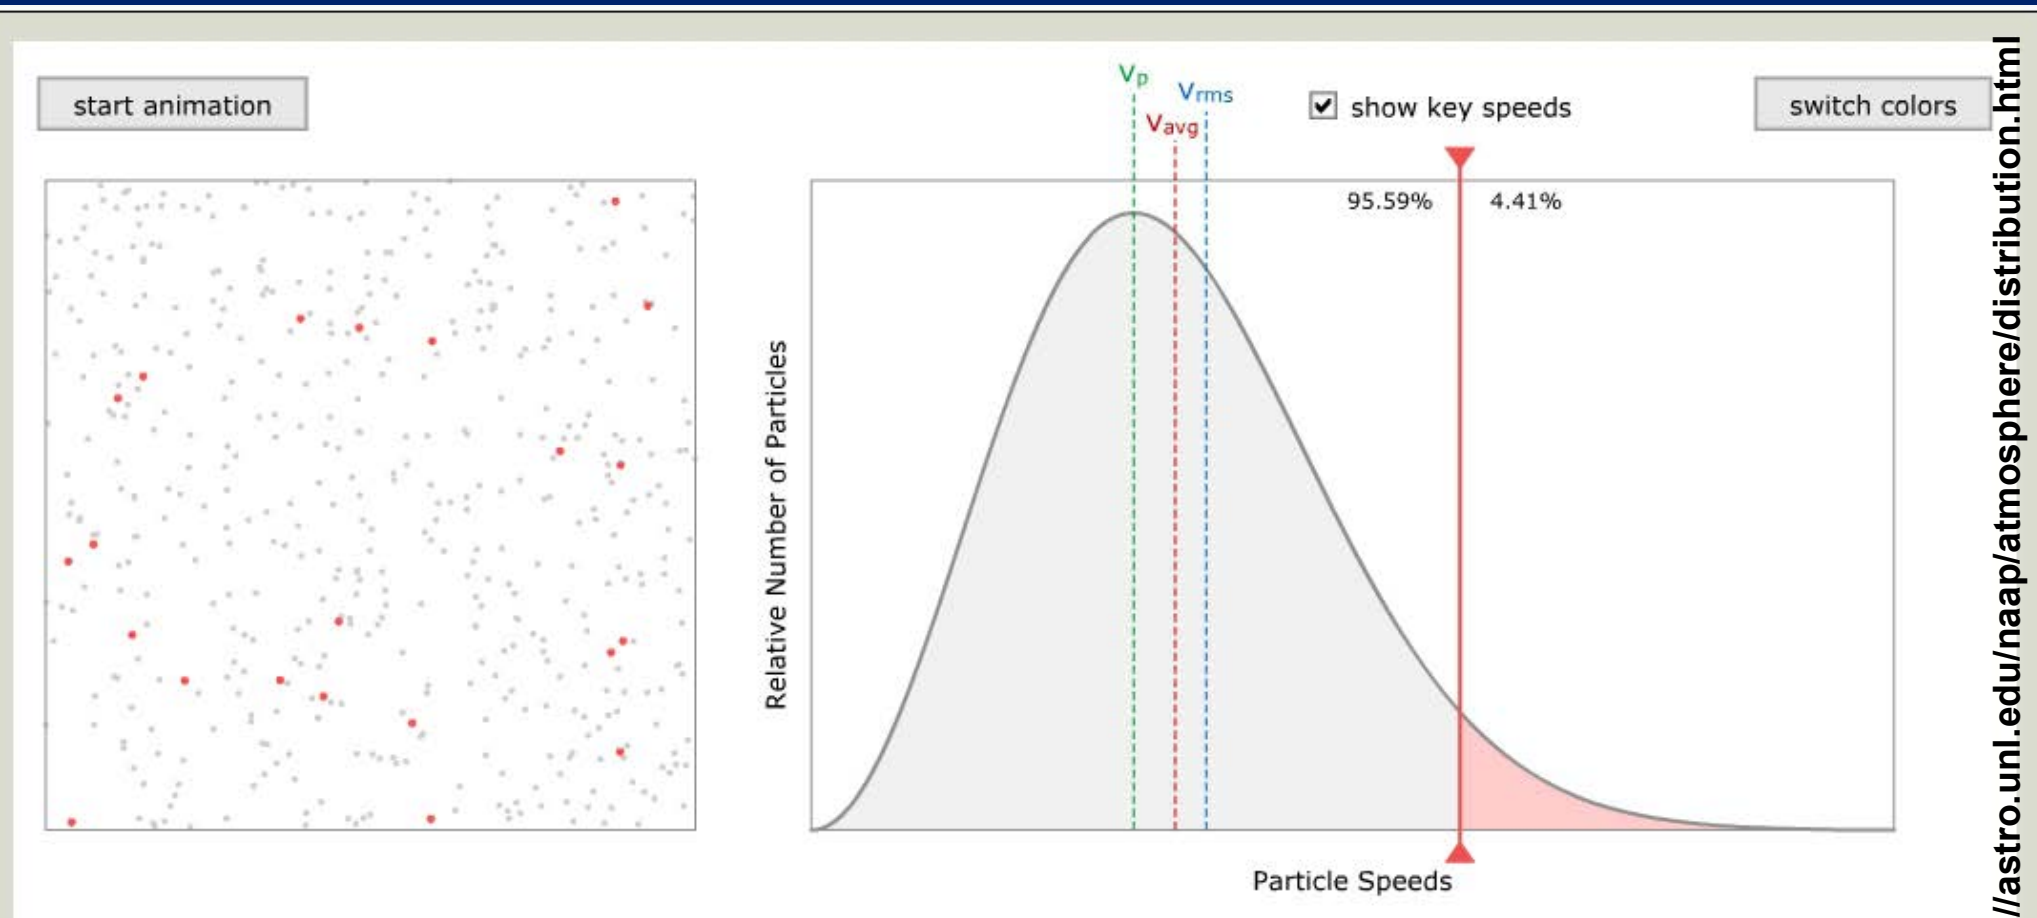 start animation
Vp
Vrms
Vavg
show key speeds
switch colors
95.59%
4.41%
Relative Number of Particles
Particle Speeds
//astro.unl.edu/naap/atmosphere/distribution.html